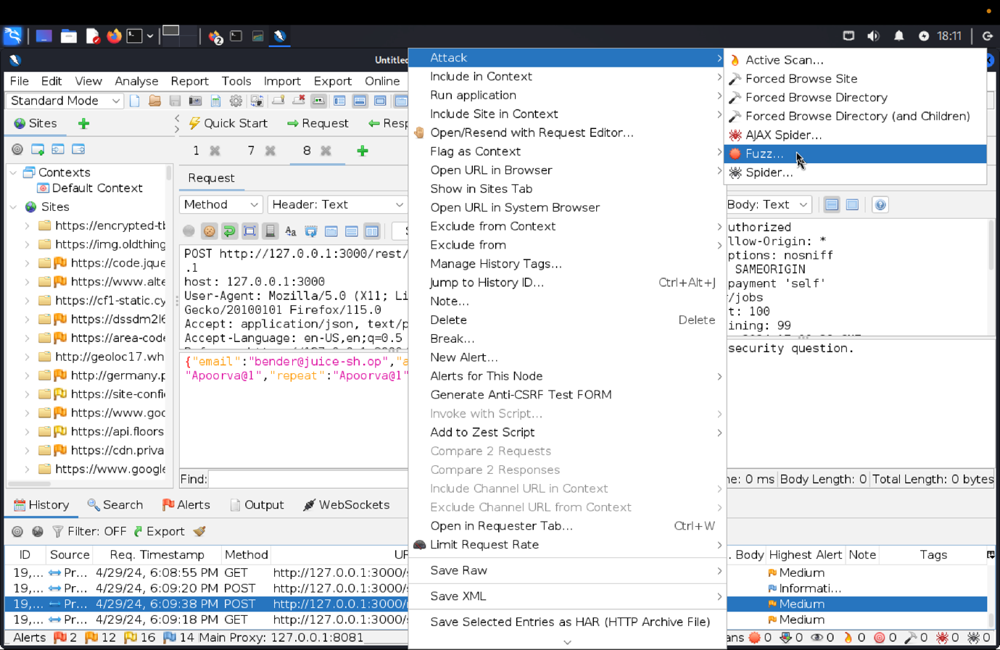 18:11
Untitled
File Edit View Analyse Report Tools Import Export Online
Standard Mode
Sites
Quick Start
Request
Resp
1
7
8
Contexts
Default Context
Sites
https://encrypted-tb
https://img.oldthing
https://code.jque
https://www.alte
https://cf1-static.cy
https://dssdm2l6
https://area-code
http://geoloc17.wh
http://germany.p
https://site-confi
https://www.goo
https://api.floors
https://cdn.priva
https://www.google
Request
Method
Header: Text
POST http://127.0.0.1:3000/rest/
.1
host: 127.0.0.1:3000
User-Agent: Mozilla/5.0 (X11; Li
Gecko/20100101 Firefox/115.0
Accept: application/json, text/p
Accept-Language: en-US,en;q=0.5
{"email":"bender@juice-sh.op","a
"Apoorva@1","repeat":"Apoorva@1"
Find:
Attack
Include in Context
Run application
Include Site in Context
Open/Resend with Request Editor...
Flag as Context
Open URL in Browser
Show in Sites Tab
Open URL in System Browser
Exclude from Context
Exclude from
Manage History Tags...
Jump to History ID... Ctrl+Alt+J
Note...
Delete Delete
Break...
New Alert...
Alerts for This Node
Generate Anti-CSRF Test FORM
Invoke with Script...
Add to Zest Script
Compare 2 Requests
Compare 2 Responses
Include Channel URL in Context
Exclude Channel URL from Context
Open in Requester Tab... Ctrl+W
Limit Request Rate
Save Raw
Save XML
Save Selected Entries as HAR (HTTP Archive File)
Active Scan...
Forced Browse Site
Forced Browse Directory
Forced Browse Directory (and Children)
AJAX Spider...
Fuzz...
Spider...
Body: Text
uthorized
llow-Origin: *
ptions: nosniff
SAMEORIGIN
payment 'self'
/jobs
t: 100
ining: 99
security question.
ne: 0 ms Body Length: 0 Total Length: 0 bytes
History Search Alerts Output WebSockets
Filter: OFF Export
ID Source Req. Timestamp Method UR . Body Highest Alert Note Tags
19,... Pr... 4/29/24, 6:08:55 PM GET http://127.0.0.1:3000/s Medium
19,... Pr... 4/29/24, 6:09:20 PM POST http://127.0.0.1:3000/s Informati...
19,... Pr... 4/29/24, 6:09:38 PM POST http://127.0.0.1:3000/r Medium
19,... Pr... 4/29/24, 6:09:18 PM GET http://127.0.0.1:3000/s Medium
Alerts 2 12 16 14 Main Proxy: 127.0.0.1:8081 ans 0 0 0 0 0 0 0 0